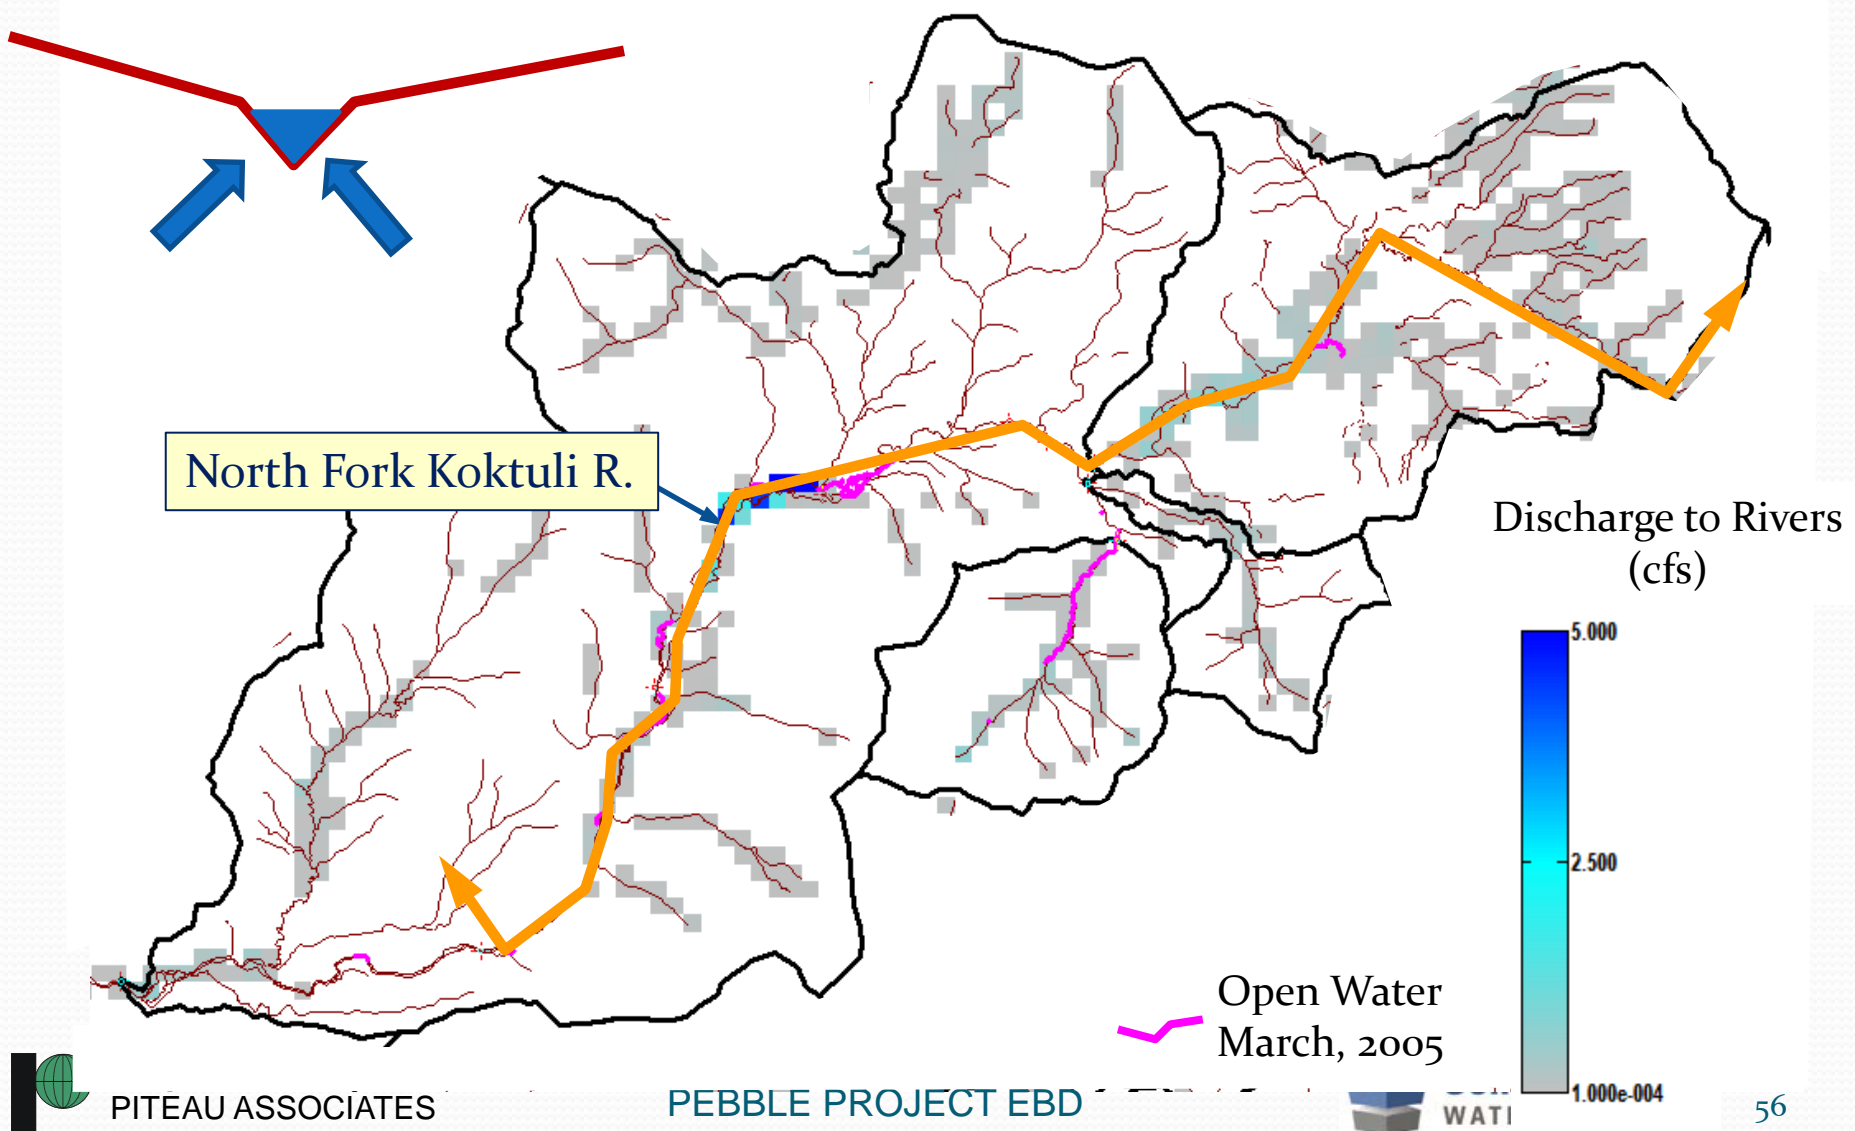 North Fork Koktuli R.
Discharge to Rivers
(cfs)
5.000
2.500
1.000e-004
Open Water
March, 2005
PITEAU ASSOCIATES
PEBBLE PROJECT EBD
WATI
56